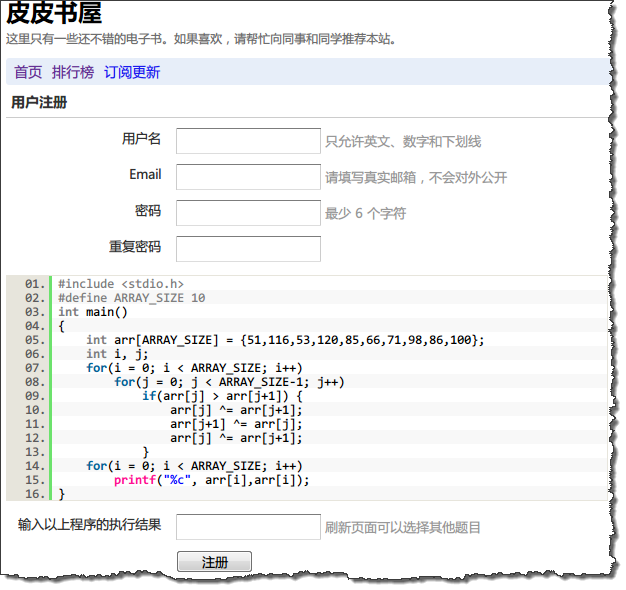 皮皮书屋
这里只有一些还不错的电子书。如果喜欢，请帮忙向同事和同学推荐本站。
首页 排行榜 订阅更新
用户注册
用户名 只允许英文、数字和下划线
Email 请填写真实邮箱，不会对外公开
密码 最少 6 个字符
重复密码
01. #include <stdio.h>
02. #define ARRAY_SIZE 10
03. int main()
04. {
05.     int arr[ARRAY_SIZE] = {51,116,53,120,85,66,71,98,86,100};
06.     int i, j;
07.     for(i = 0; i < ARRAY_SIZE; i++)
08.         for(j = 0; j < ARRAY_SIZE-1; j++)
09.             if(arr[j] > arr[j+1]) {
10.                 arr[j] ^= arr[j+1];
11.                 arr[j+1] ^= arr[j];
12.                 arr[j] ^= arr[j+1];
13.             }
14.     for(i = 0; i < ARRAY_SIZE; i++)
15.         printf("%c", arr[i],arr[i]);
16. }
输入以上程序的执行结果 刷新页面可以选择其他题目
注册